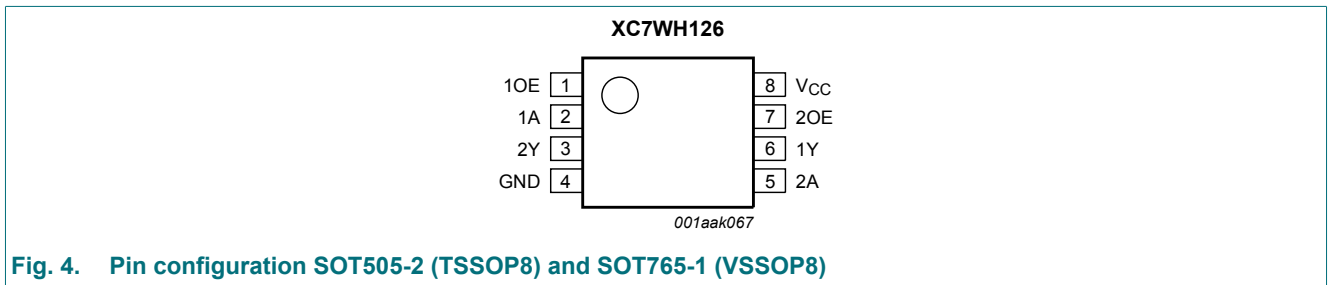 XC7WH126
1OE 1 8 VCC
1A 2 7 2OE
2Y 3 6 1Y
GND 4 5 2A
001aak067
Fig. 4. Pin configuration SOT505-2 (TSSOP8) and SOT765-1 (VSSOP8)